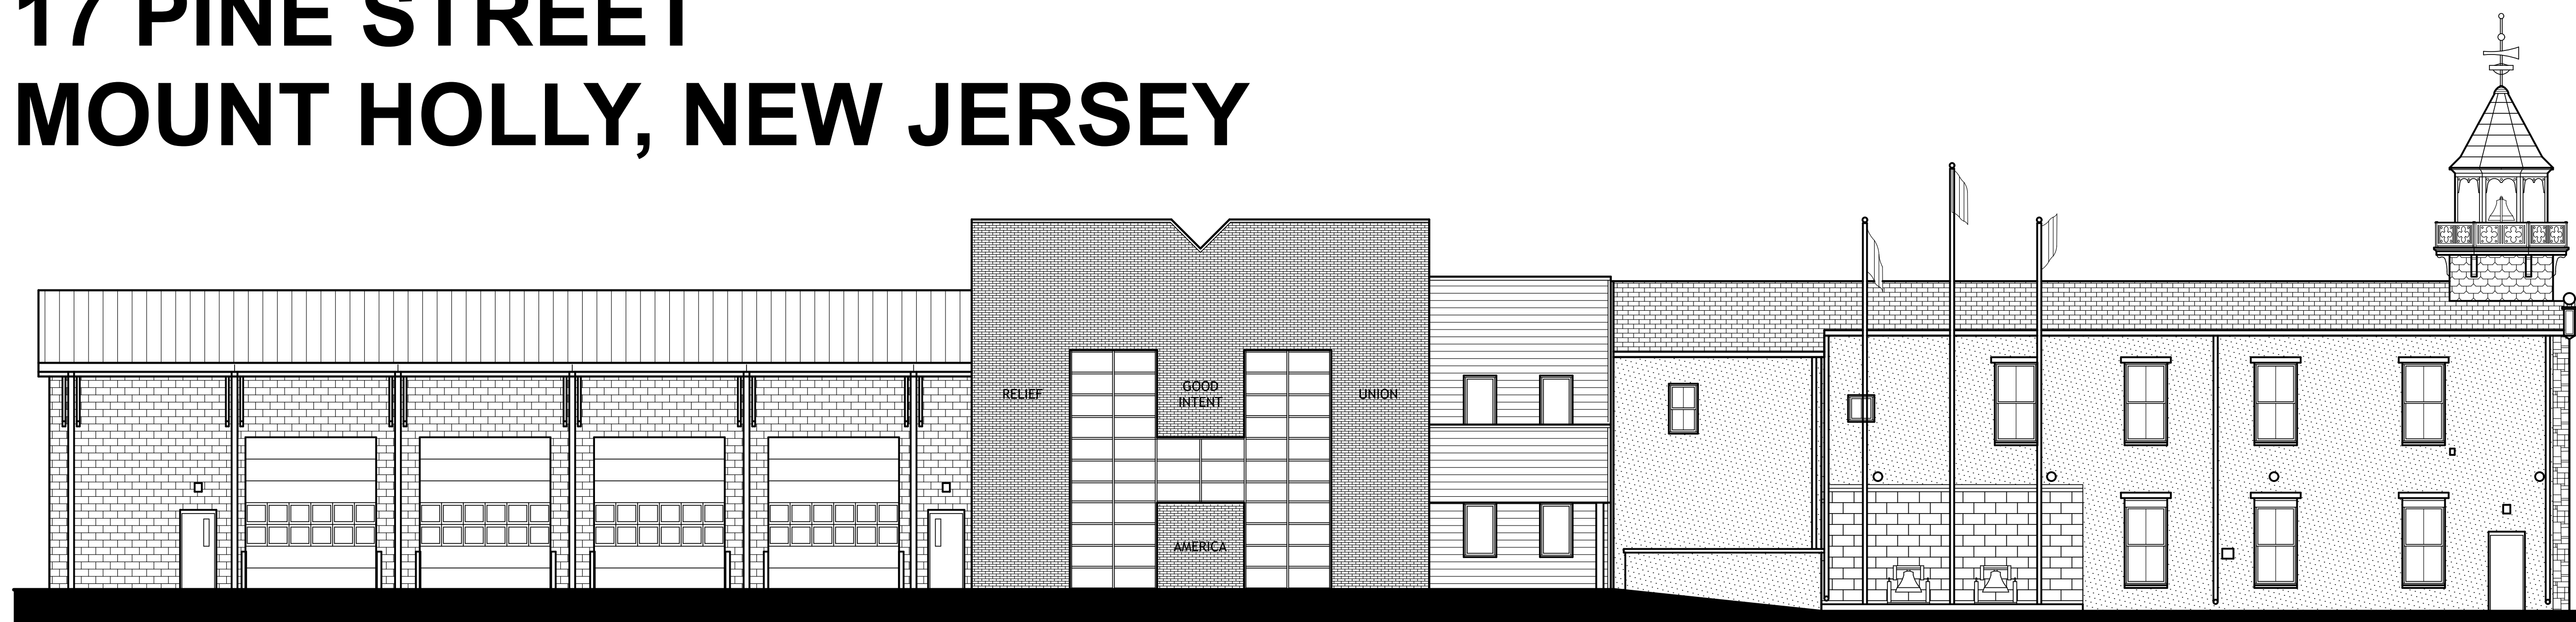 17 PINE STREET
MOUNT HOLLY, NEW JERSEY
RELIEF
GOOD
INTENT
UNION
AMERICA